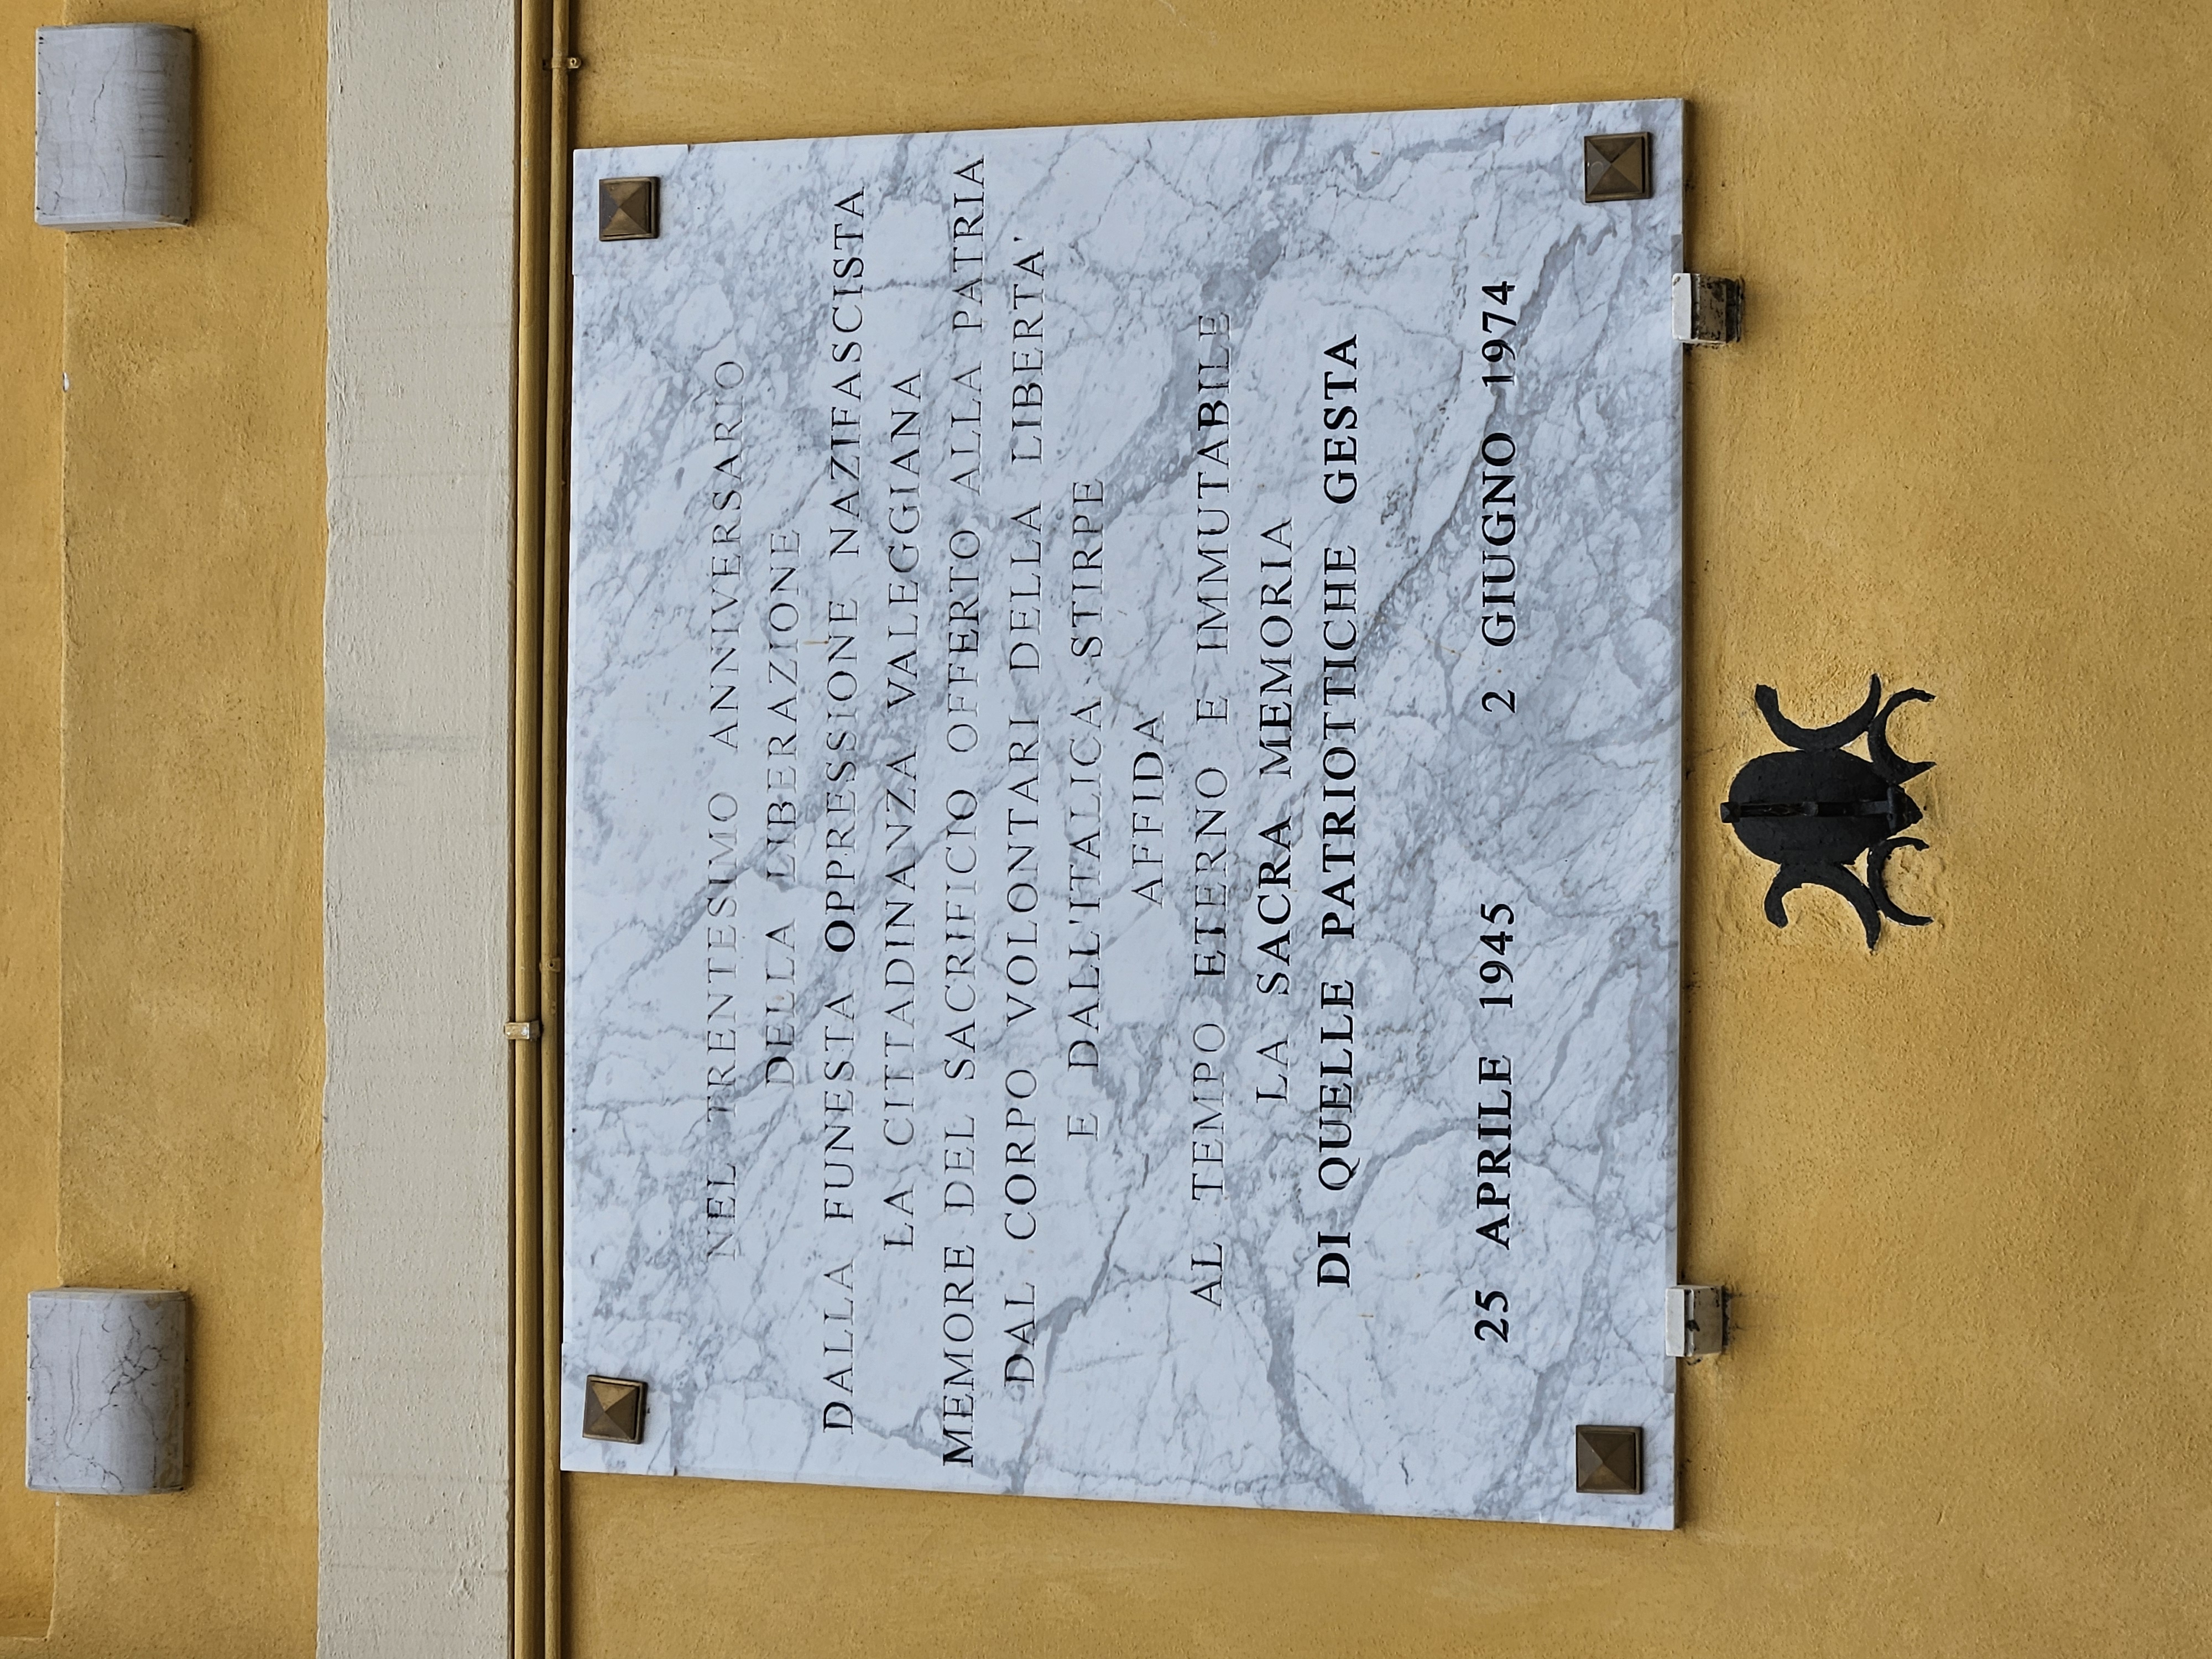 NEL TRENTESIMO ANNIVERSARIO
DELLA LIBERAZIONE
DALLA FUNESTA OPPRESSIONE NAZIFASCISTA
LA CITTADINANZA VALEGGIANA
MEMORE DEL SACRIFICIO OFFERTO ALLA PATRIA
DAL CORPO VOLONTARI DELLA LIBERTA'
E DALL'ITALICA STIRPE
AFFIDA
AL TEMPO ETERNO E IMMUTABILE
LA SACRA MEMORIA
DI QUELLE PATRIOTTICHE GESTA
25 APRILE 1945 2 GIUGNO 1974